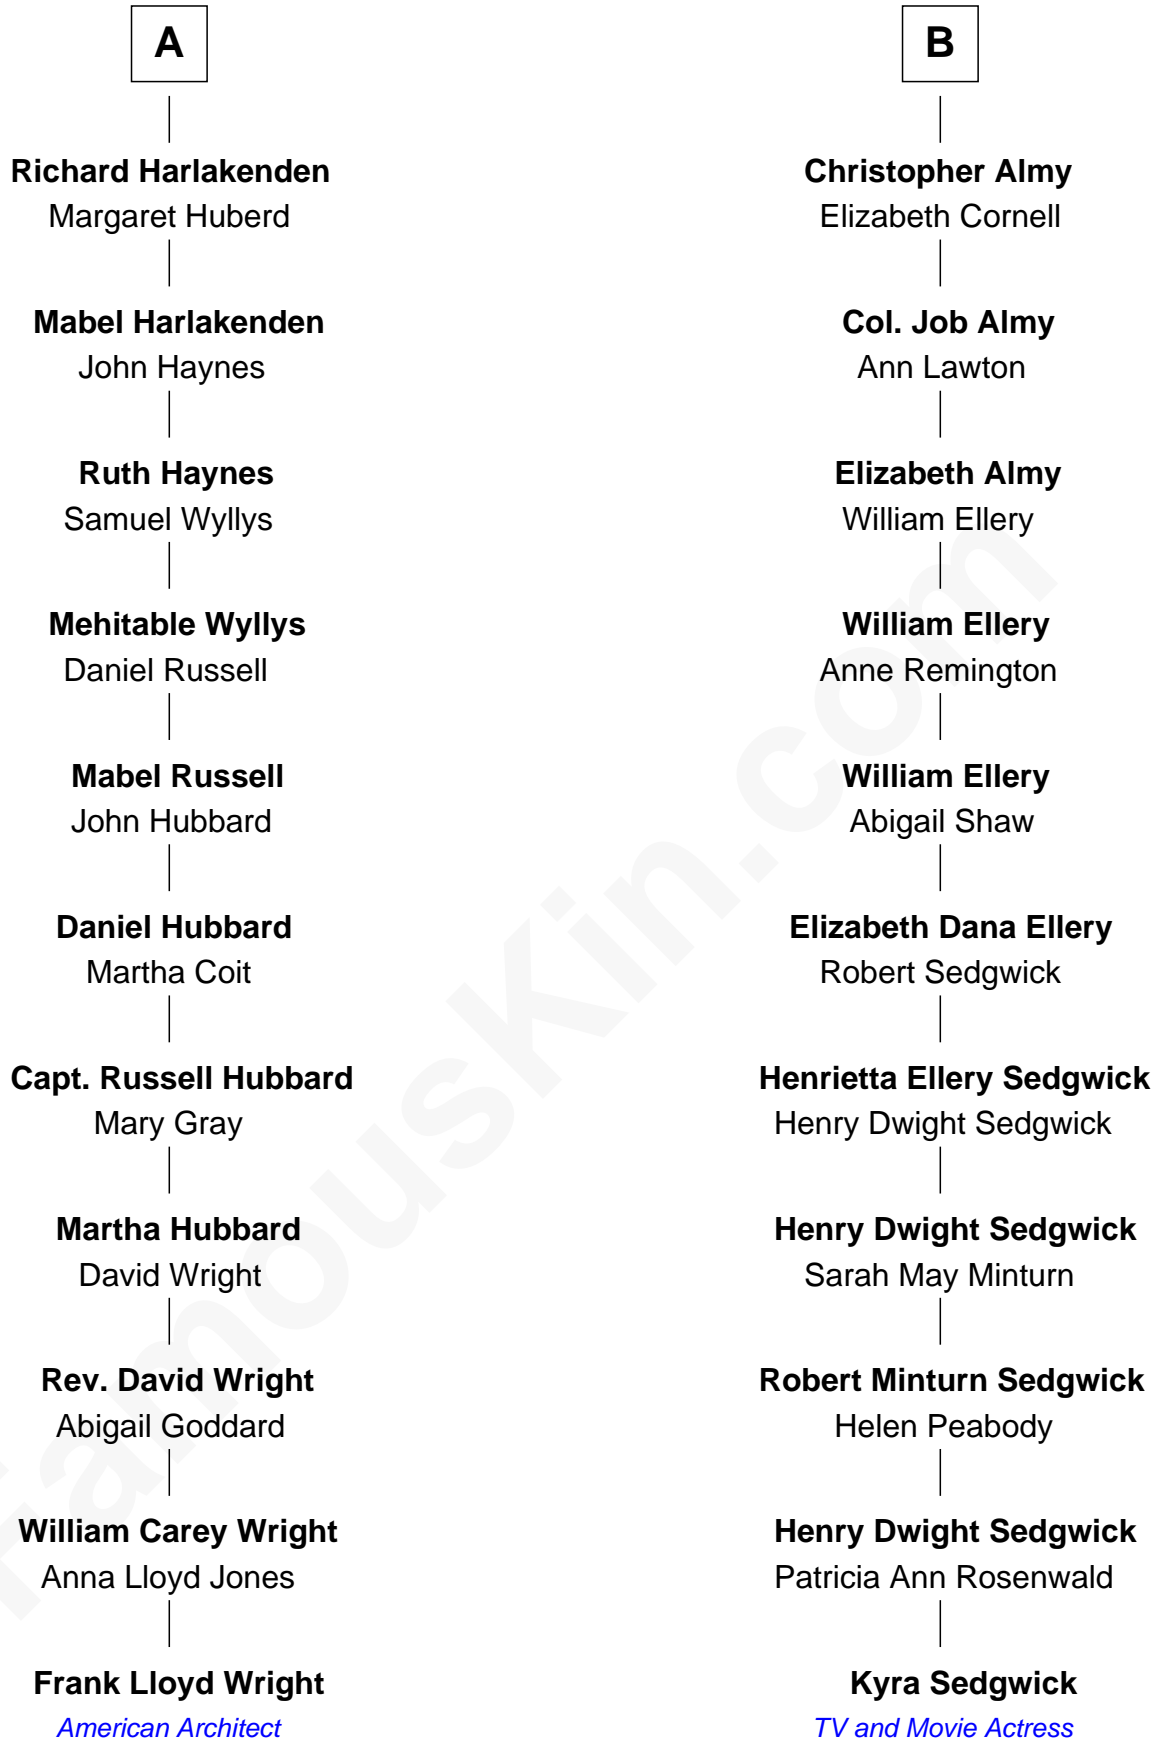 A
Richard Harlakenden
Margaret Huberd
Mabel Harlakenden
John Haynes
Ruth Haynes
Samuel Wyllys
Mehitable Wyllys
Daniel Russell
Mabel Russell
John Hubbard
Daniel Hubbard
Martha Coit
Capt. Russell Hubbard
Mary Gray
Martha Hubbard
David Wright
Rev. David Wright
Abigail Goddard
William Carey Wright
Anna Lloyd Jones
Frank Lloyd Wright
American Architect
B
Christopher Almy
Elizabeth Cornell
Col. Job Almy
Ann Lawton
Elizabeth Almy
William Ellery
William Ellery
Anne Remington
William Ellery
Abigail Shaw
Elizabeth Dana Ellery
Robert Sedgwick
Henrietta Ellery Sedgwick
Henry Dwight Sedgwick
Henry Dwight Sedgwick
Sarah May Minturn
Robert Minturn Sedgwick
Helen Peabody
Henry Dwight Sedgwick
Patricia Ann Rosenwald
Kyra Sedgwick
TV and Movie Actress
FamousKin.com